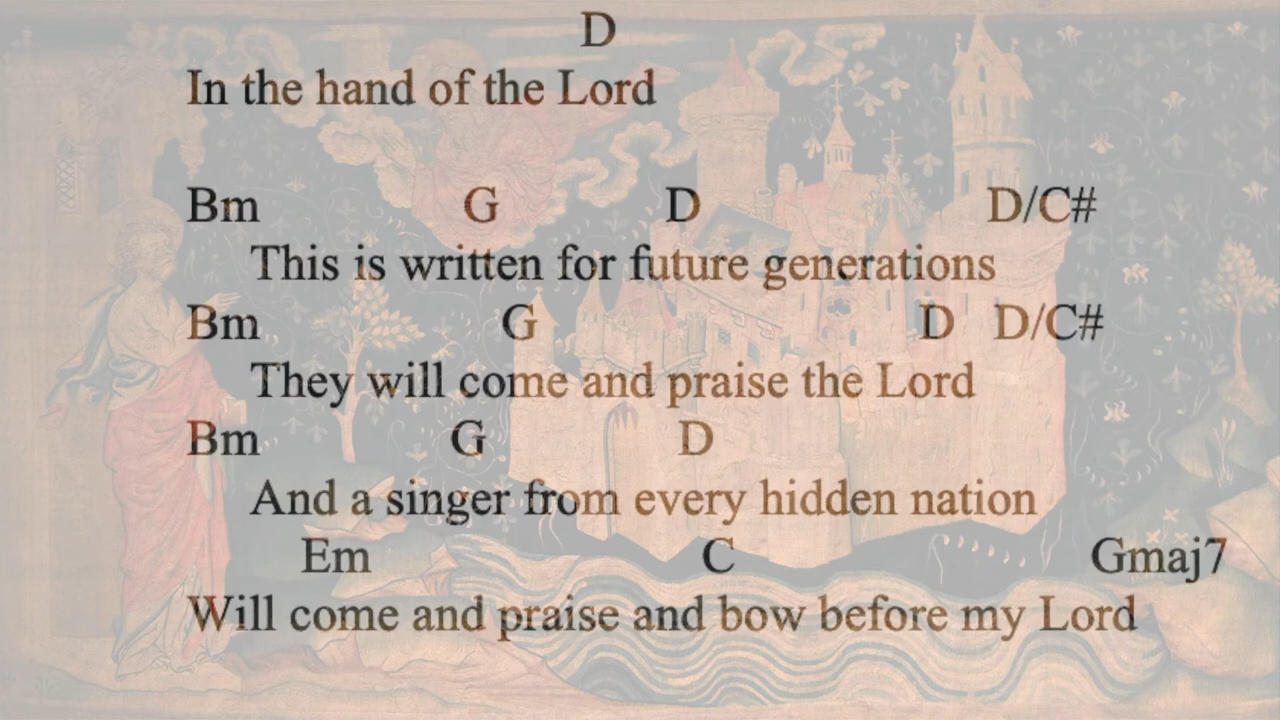 D
In the hand of the Lord
Bm G D D/C#
This is written for future generations
Bm G D D/C#
They will come and praise the Lord
Bm G D
And a singer from every hidden nation
Em C Gmaj7
Will come and praise and bow before my Lord